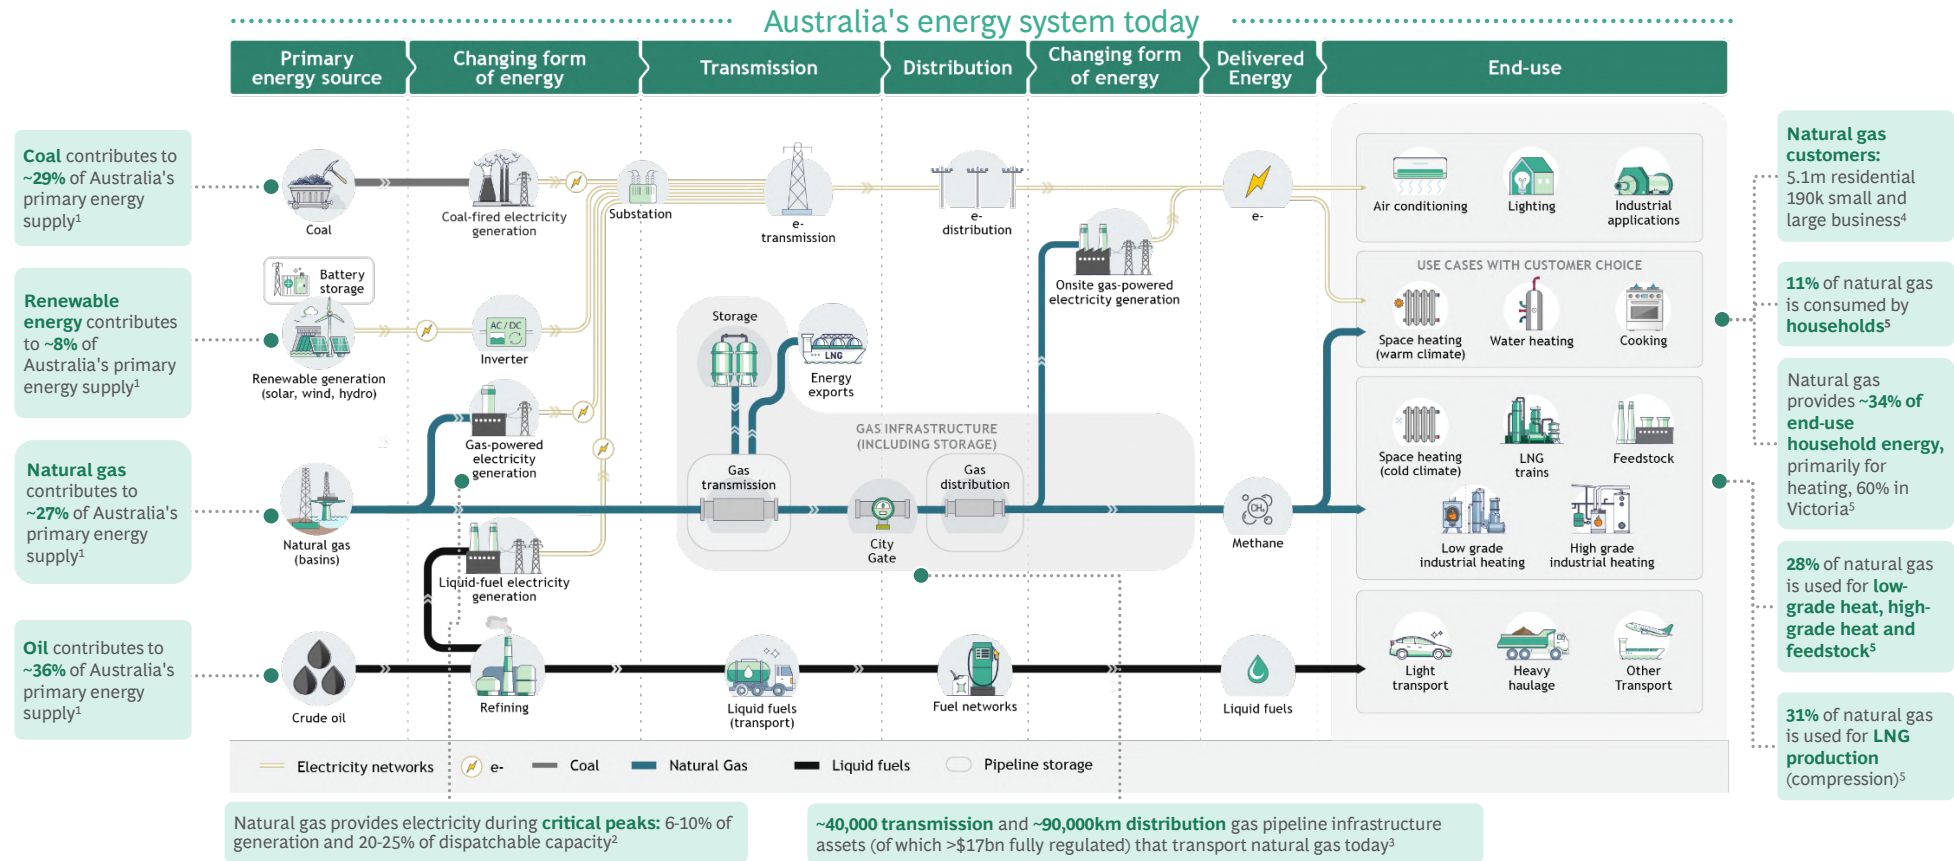 Australia's energy system today
Primary
energy source
Changing form
of energy
Transmission
Distribution
Changing form
of energy
Delivered
Energy
End-use
Coal contributes to
~29% of Australia's
primary energy
supply1
Renewable
energy contributes
to ~8% of
Australia's primary
energy supply1
Natural gas
contributes to
~27% of Australia's
primary energy
supply1
Oil contributes to
~36% of Australia's
primary energy
supply1
Coal
Coal-fired electricity
generation
Substation
e-
transmission
e-
distribution
e-
Battery
storage
Renewable generation
(solar, wind, hydro)
AC / DC
Inverter
Gas-powered
electricity
generation
Natural gas
(basins)
Liquid-fuel electricity
generation
Crude oil
Refining
Storage
LNG
Energy
exports
GAS INFRASTRUCTURE
(INCLUDING STORAGE)
Gas
transmission
City
Gate
Gas
distribution
Onsite gas-powered
electricity generation
CH4
Methane
Liquid fuels
(transport)
Fuel networks
Liquid fuels
Air conditioning
Lighting
Industrial
applications
USE CASES WITH CUSTOMER CHOICE
Space heating
(warm climate)
Water heating
Cooking
Space heating
(cold climate)
LNG
trains
Feedstock
Low grade
industrial heating
High grade
industrial heating
Light
transport
Heavy
haulage
Other
Transport
Natural gas
customers:
5.1m residential
190k small and
large business4
11% of natural gas
is consumed by
households5
Natural gas
provides ~34% of
end-use
household energy,
primarily for
heating, 60% in
Victoria5
28% of natural gas
is used for low-
grade heat, high-
grade heat and
feedstock5
31% of natural gas
is used for LNG
production
(compression)5
Electricity networks
e-
Coal
Natural Gas
Liquid fuels
Pipeline storage
Natural gas provides electricity during critical peaks: 6-10% of
generation and 20-25% of dispatchable capacity2
~40,000 transmission and ~90,000km distribution gas pipeline infrastructure
assets (of which >$17bn fully regulated) that transport natural gas today3